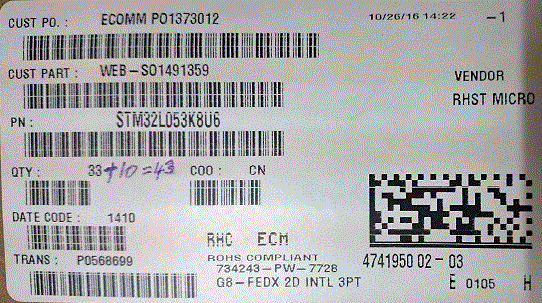 CUST PO. : ECOMM PO1373012 10/26/16 14:22 -1
CUST PART : WEB-SO1491359
VENDOR
RHST MICRO
PN : STM32L053K8U6
QTY : 33+10=43 COO : CN
DATE CODE : 1410
RHC ECM
TRANS : P0568699
ROHS COMPLIANT
734243-PW-7728
G8-FEDX 2D INTL 3PT
4741950 02-03
E 0105 H